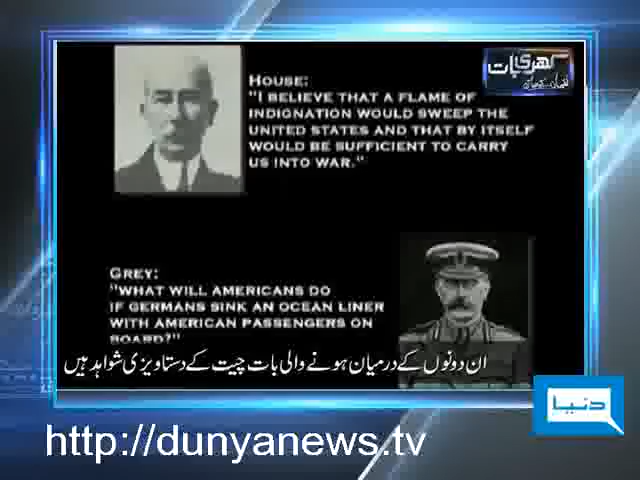 کھری بات
HOUSE:
"I BELIEVE THAT A FLAME OF
INDIGNATION WOULD SWEEP THE
UNITED STATES AND THAT BY ITSELF
WOULD BE SUFFICIENT TO CARRY
US INTO WAR."
GREY:
"WHAT WILL AMERICANS DO
IF GERMANS SINK AN OCEAN LINER
WITH AMERICAN PASSENGERS ON
BOARD?"
ان دونوں کے درمیان ہونے والی بات چیت کے دستاویزی شواہد ہیں
دنیا
http://dunyanews.tv